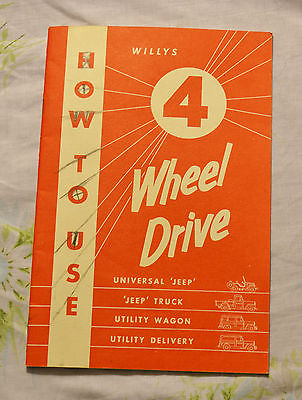 WILLYS
HOW TO USE
4
Wheel
Drive
UNIVERSAL 'JEEP'
'JEEP' TRUCK
UTILITY WAGON
UTILITY DELIVERY